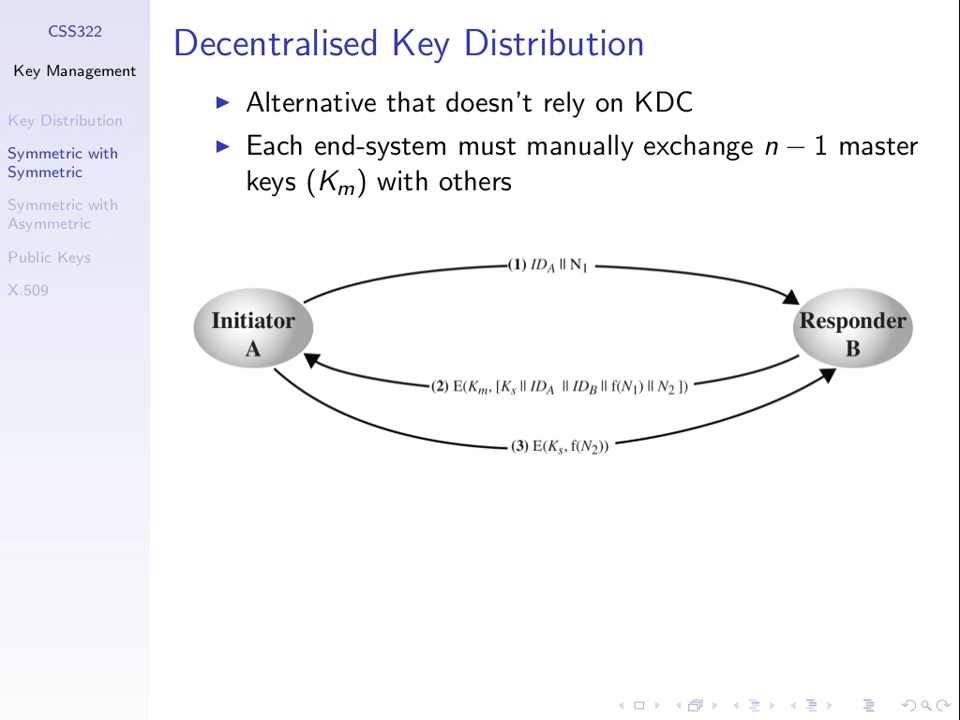 CSS322
Key Management
Key Distribution
Symmetric with
Symmetric
Symmetric with
Asymmetric
Public Keys
X.509
Decentralised Key Distribution
Alternative that doesn't rely on KDC
Each end-system must manually exchange n − 1 master
keys (Km) with others
(1) IDA || N1
Initiator
A
Responder
B
(2) E(Km, [Ks || IDA || IDB || f(N1) || N2 ])
(3) E(Ks, f(N2))